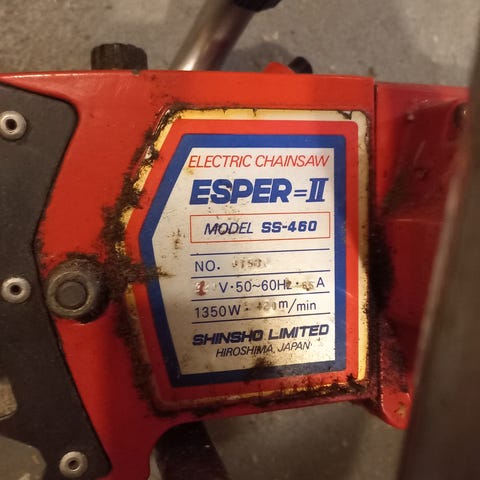 ELECTRIC CHAINSAW
ESPER=II
MODEL SS-460
NO.
V·50~60Hz· A
1350W· m/min
SHINSHO LIMITED
HIROSHIMA, JAPAN